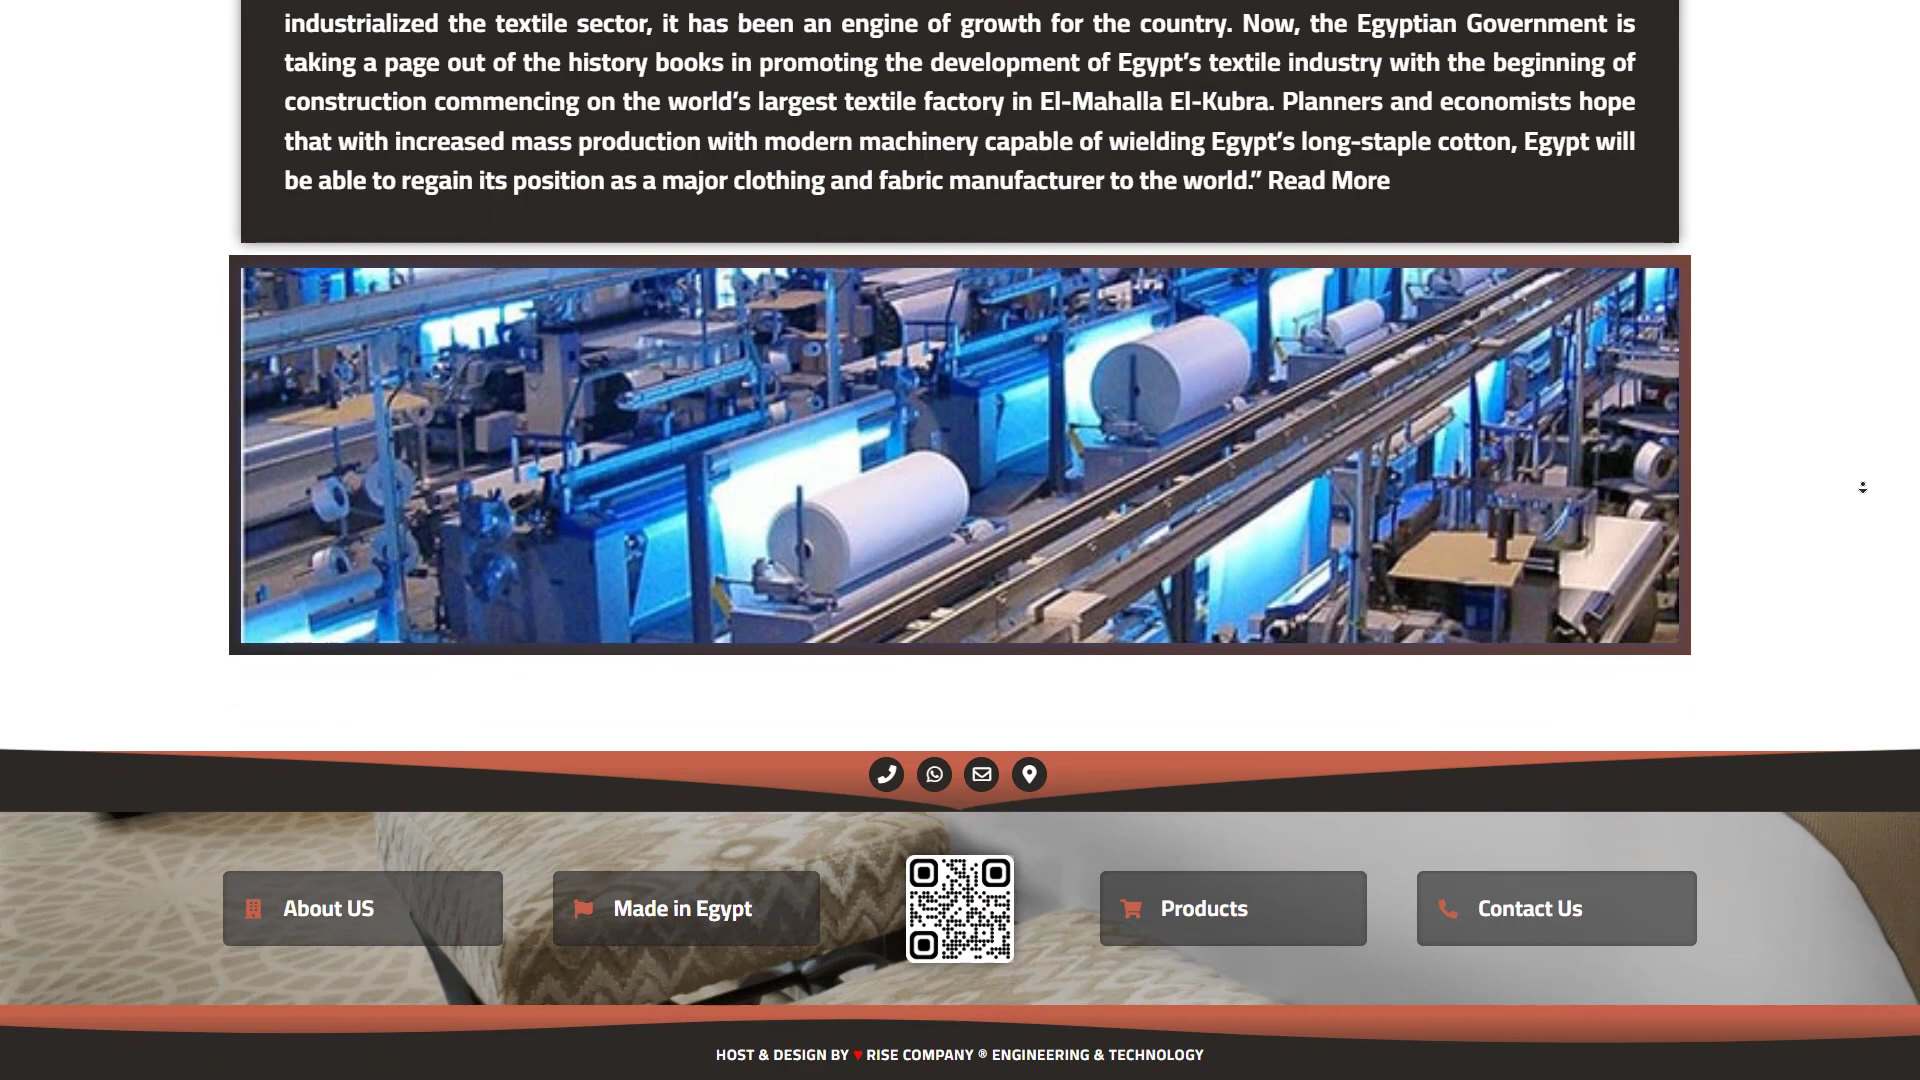 industrialized the textile sector, it has been an engine of growth for the country. Now, the Egyptian Government is
taking a page out of the history books in promoting the development of Egypt’s textile industry with the beginning of
construction commencing on the world’s largest textile factory in El-Mahalla El-Kubra. Planners and economists hope
that with increased mass production with modern machinery capable of wielding Egypt’s long-staple cotton, Egypt will
be able to regain its position as a major clothing and fabric manufacturer to the world.” Read More
About US
Made in Egypt
Products
Contact Us
HOST & DESIGN BY ♥ RISE COMPANY ® ENGINEERING & TECHNOLOGY